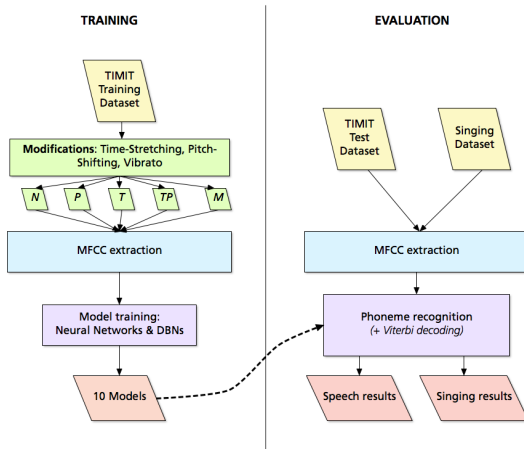 TRAINING
TIMIT
Training
Dataset
Modifications: Time-Stretching, Pitch-
Shifting, Vibrato
N P T TP M
MFCC extraction
Model training:
Neural Networks & DBNs
10 Models
EVALUATION
TIMIT
Test
Dataset
Singing
Dataset
MFCC extraction
Phoneme recognition
(+ Viterbi decoding)
Speech results
Singing results